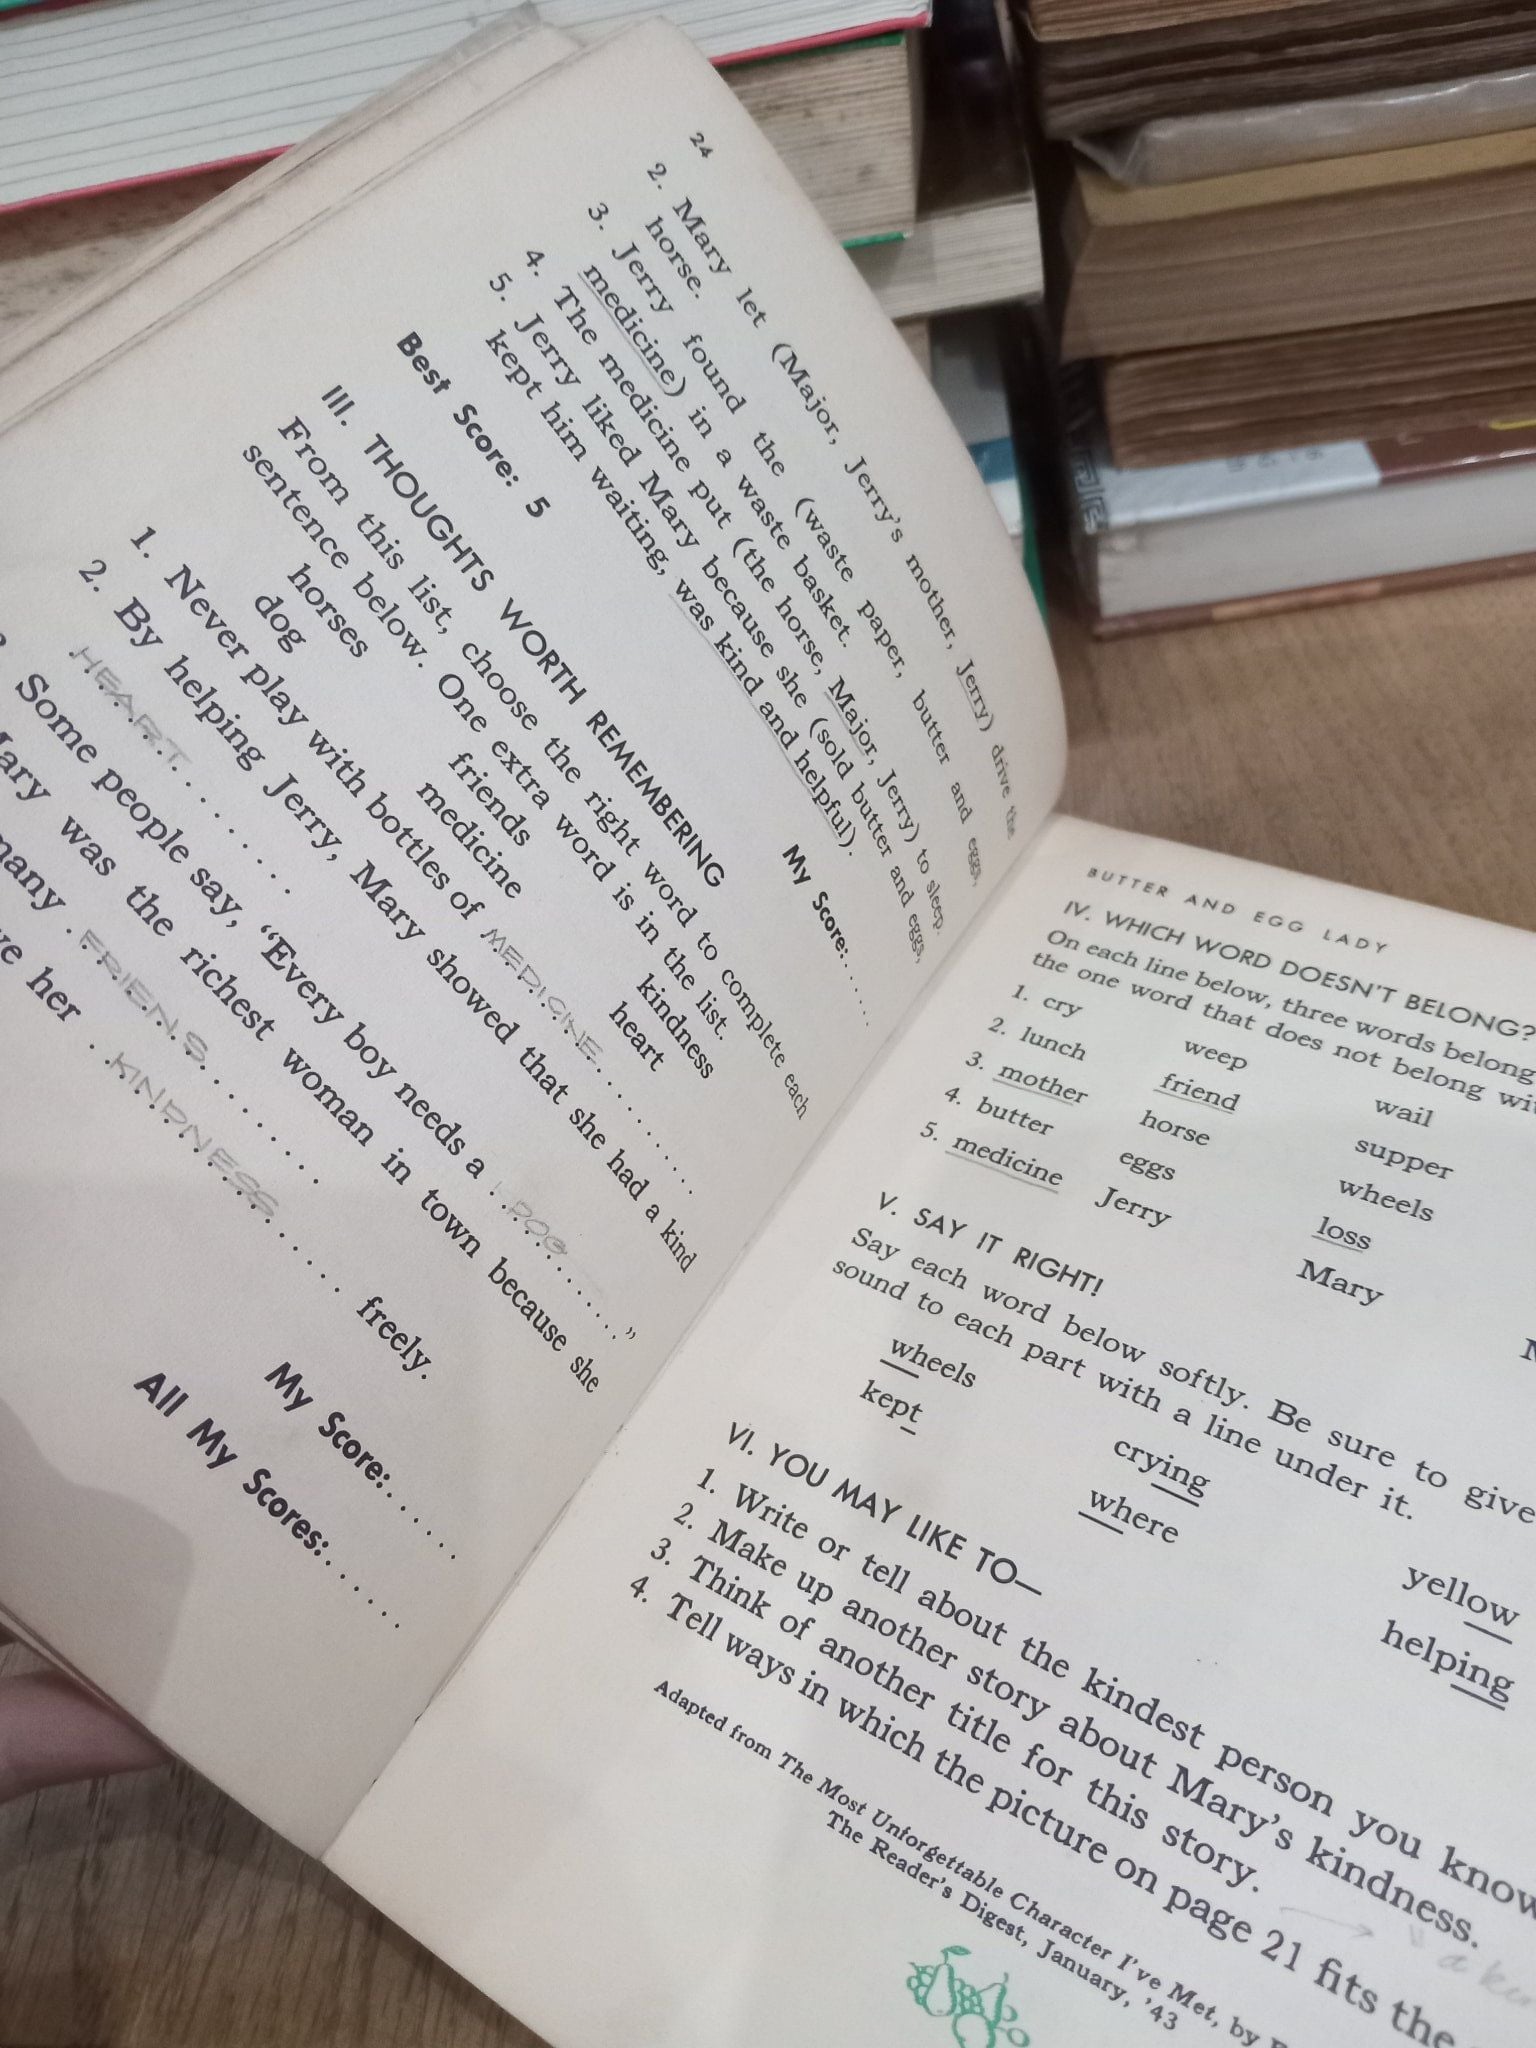 24
2. Mary let (Major, Jerry's mother, Jerry) drive the
horse.
3. Jerry found the (waste paper, butter and eggs,
medicine) in a waste basket.
4. The medicine put (the horse, Major, Jerry) to sleep.
5. Jerry liked Mary because she (sold butter and eggs,
kept him waiting, was kind and helpful).
Best Score: 5 My Score:......
III. THOUGHTS WORTH REMEMBERING
From this list, choose the right word to complete each
sentence below. One extra word is in the list.
horses friends kindness
dog medicine heart
1. Never play with bottles of MEDICINE
2. By helping Jerry, Mary showed that she had a kind
HEART
Some people say, “Every boy needs a DOG”
Mary was the richest woman in town because she
many FRIENS
her KINDNESS freely.
My Score:......
All My Scores:......
BUTTER AND EGG LADY
IV. WHICH WORD DOESN'T BELONG?
On each line below, three words belong
the one word that does not belong
1. cry weep wail
2. lunch friend supper
3. mother horse wheels
4. butter eggs loss
5. medicine Jerry Mary
V. SAY IT RIGHT!
Say each word below softly. Be sure to give
sound to each part with a line under it.
wheels crying yellow
kept where helping
VI. YOU MAY LIKE TO—
1. Write or tell about the kindest person you know
2. Make up another story about Mary's kindness.
3. Think of another title for this story.
4. Tell ways in which the picture on page 21 fits the
a
Adapted from The Most Unforgettable Character I've Met, by
The Reader's Digest, January, '43